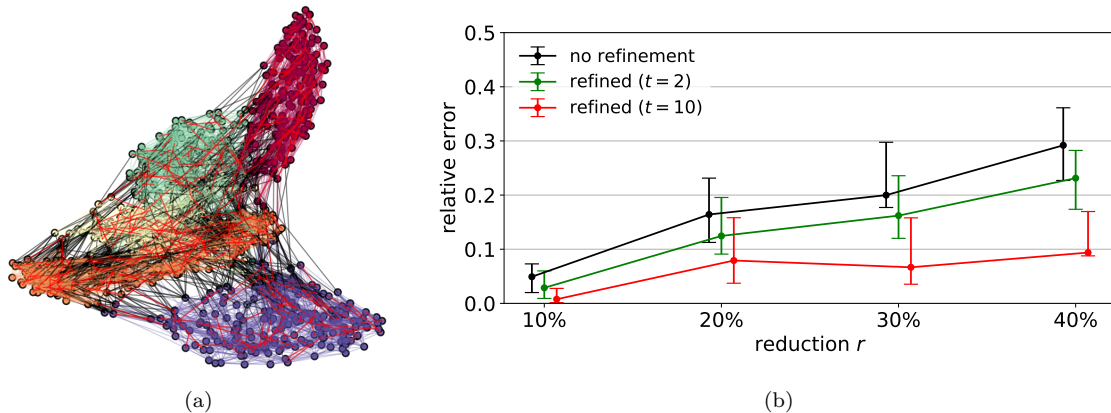 0.5
0.4
0.3
0.2
0.1
0.0
relative error
no refinement
refined (t = 2)
refined (t = 10)
10%
20%
30%
40%
reduction r
(a)
(b)